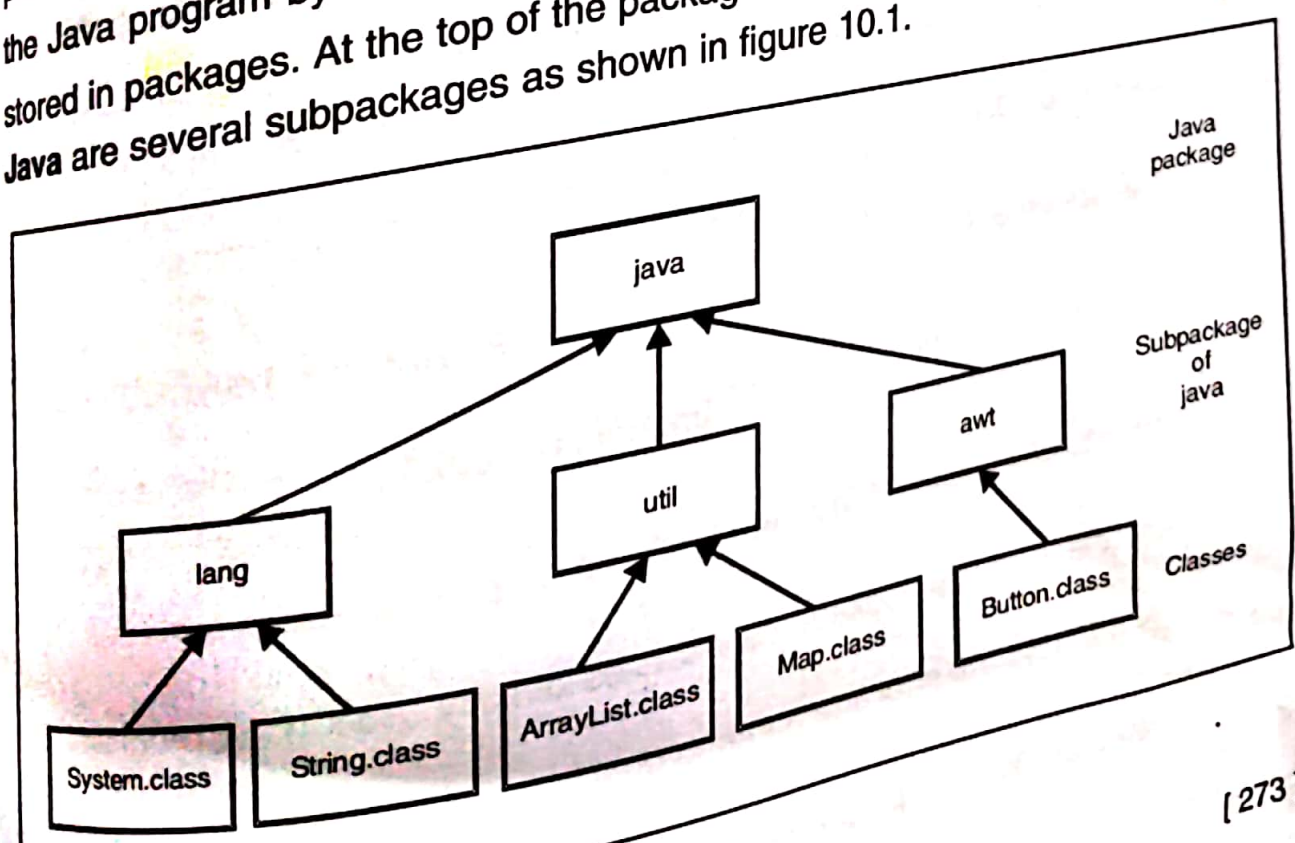 the Java program
stored in packages. At the top of the
Java are several subpackages as shown in figure 10.1.
Java
package
java
Subpackage
of
java
awt
util
lang
Classes
Button.class
Map.class
ArrayList.class
String.class
System.class
[ 273